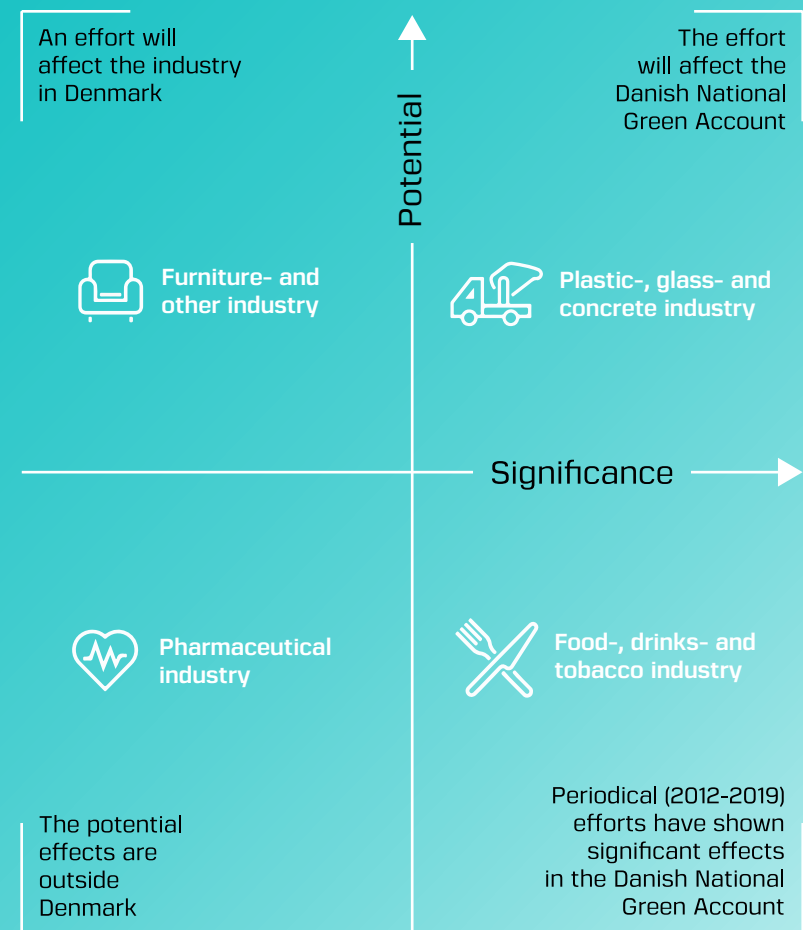 An effort will
affect the industry
in Denmark
The effort
will affect the
Danish National
Green Account
Potential
Furniture- and
other industry
Plastic-, glass- and
concrete industry
Significance
Pharmaceutical
industry
Food-, drinks- and
tobacco industry
The potential
effects are
outside
Denmark
Periodical (2012-2019)
efforts have shown
significant effects
in the Danish National
Green Account